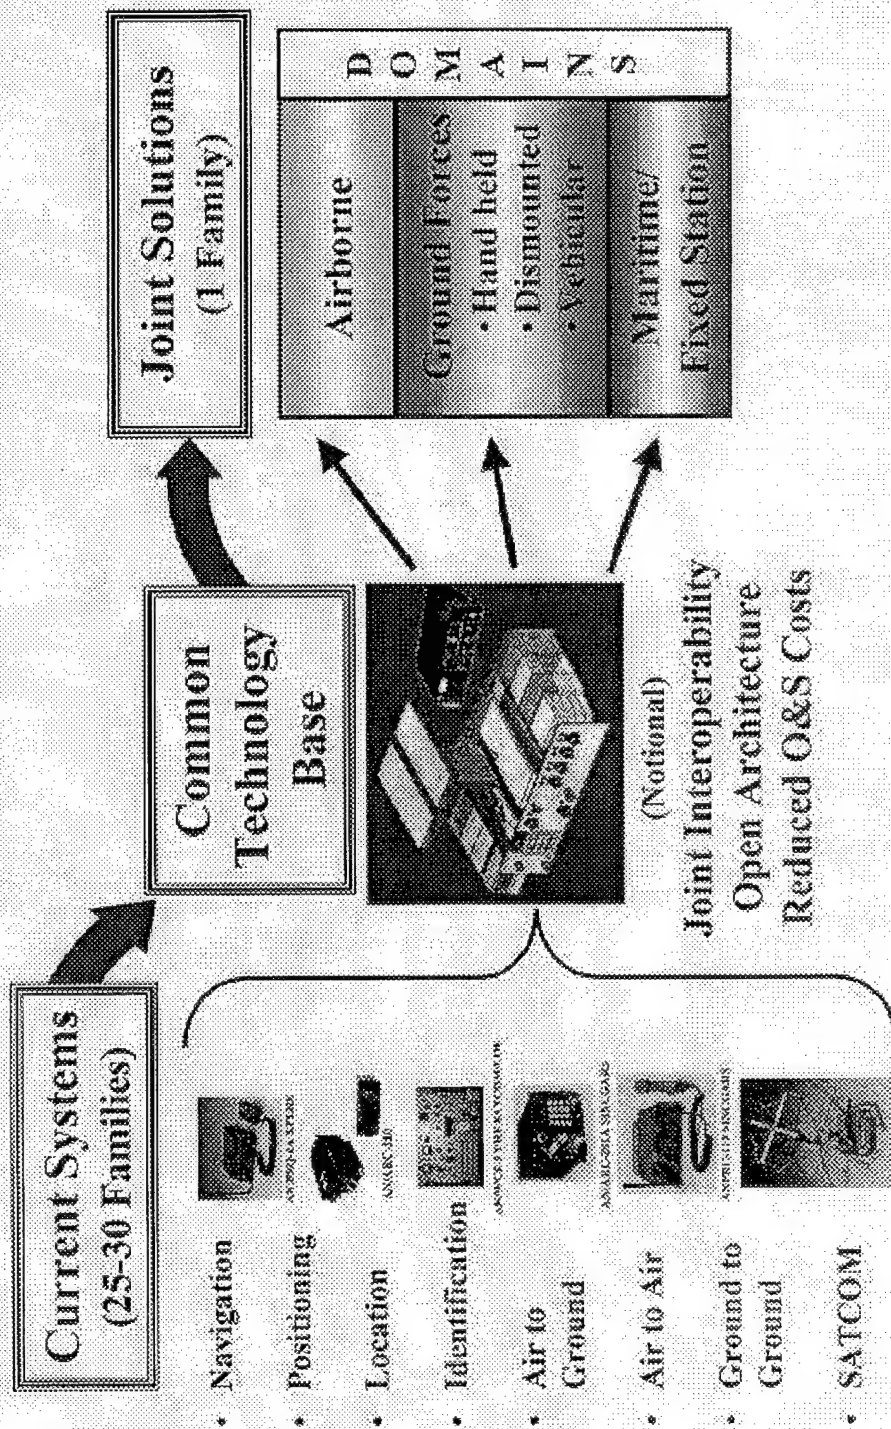 Current Systems
(25-30 Families)
• Navigation
• Positioning
• Location
• Identification
• Air to
Ground
• Air to Air
• Ground to
Ground
• SATCOM
Common
Technology
Base
(Notional)
Joint Interoperability
Open Architecture
Reduced O&S Costs
Joint Solutions
(1 Family)
Airborne
Ground Forces
• Hand held
• Dismounted
• Vehicular
Maritime/
Fixed Station
DOMAINS